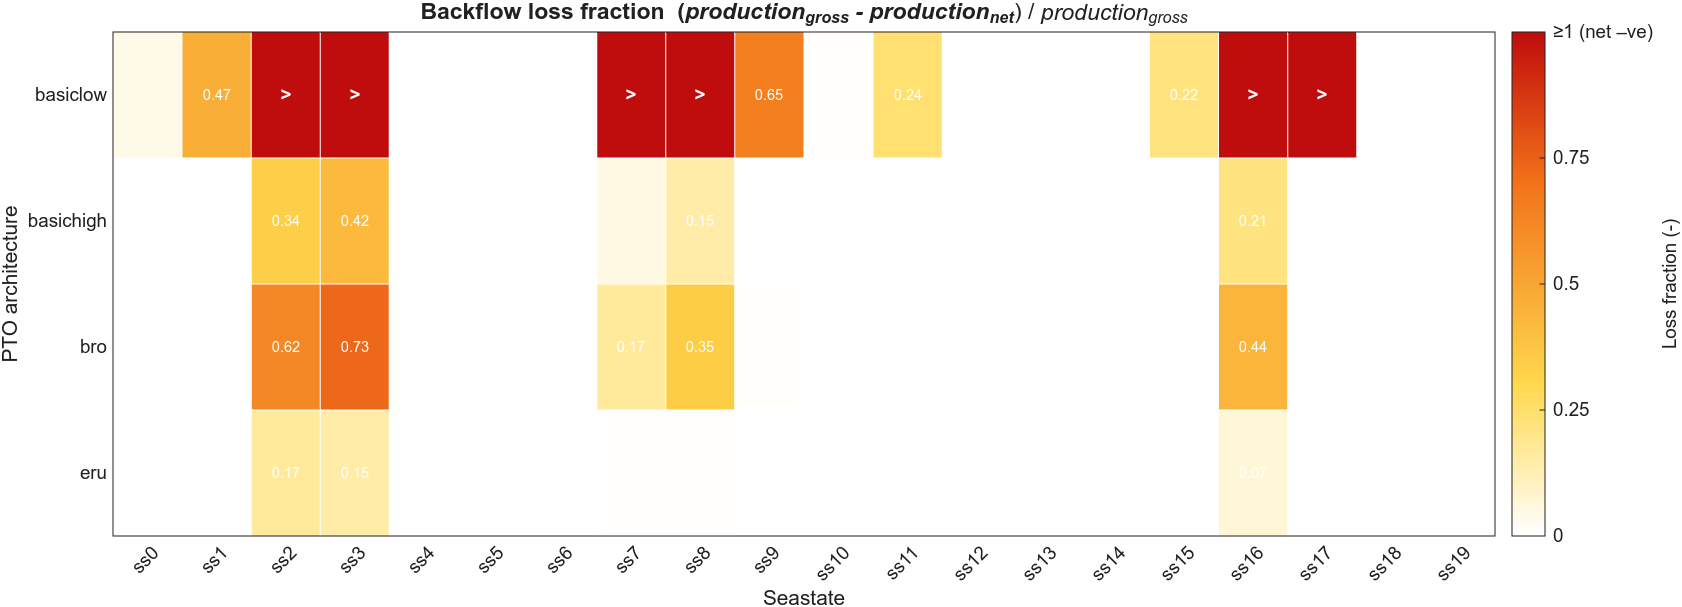 Backflow loss fraction (production_gross - production_net) / production_gross
≥1 (net –ve)
basiclow
0.47 > > > > 0.65 0.24 0.22 > >
0.75
basichigh
0.34 0.42 0.15 0.21
PTO architecture
0.5
Loss fraction (-)
bro
0.62 0.73 0.17 0.35 0.44
0.25
eru
0.17 0.15 0.07
0
ss0 ss1 ss2 ss3 ss4 ss5 ss6 ss7 ss8 ss9 ss10 ss11 ss12 ss13 ss14 ss15 ss16 ss17 ss18 ss19
Seastate